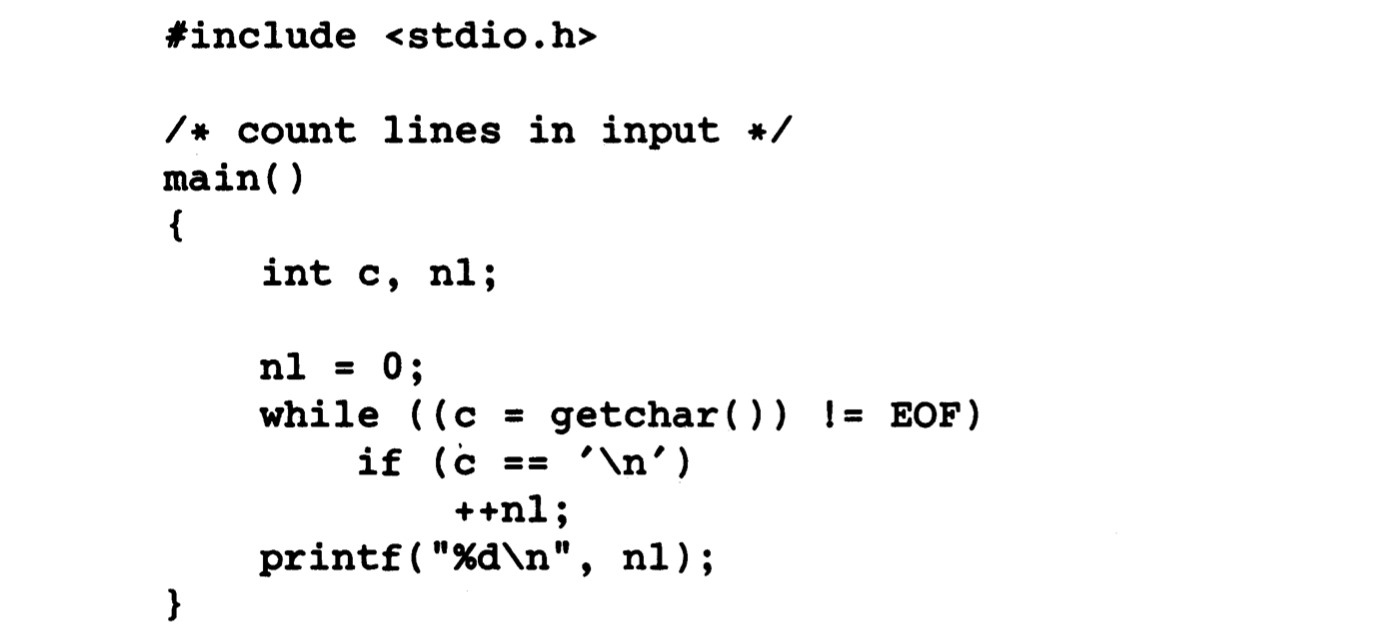 #include <stdio.h>

/* count lines in input */
main()
{
    int c, nl;

    nl = 0;
    while ((c = getchar()) != EOF)
        if (c == '\n')
            ++nl;
    printf("%d\n", nl);
}